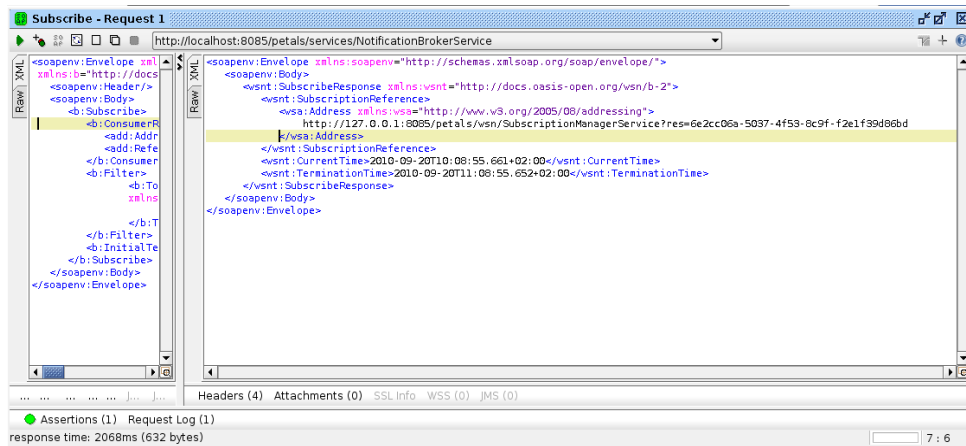 Subscribe - Request 1
http://localhost:8085/petals/services/NotificationBrokerService
XML
Raw
<soapenv:Envelope xml
xmlns:b="http://docs
<soapenv:Header/>
<soapenv:Body>
<b:Subscribe>
<b:ConsumerR
<add:Addr
<add:Refe
</b:Consumer
<b:Filter>
<b:To
xmlns
</b:T
</b:Filter>
<b:InitialTe
</b:Subscribe>
</soapenv:Body>
</soapenv:Envelope>
XML
Raw
<soapenv:Envelope xmlns:soapenv="http://schemas.xmlsoap.org/soap/envelope/">
<soapenv:Body>
<wsnt:SubscribeResponse xmlns:wsnt="http://docs.oasis-open.org/wsn/b-2">
<wsnt:SubscriptionReference>
<wsa:Address xmlns:wsa="http://www.w3.org/2005/08/addressing">
http://127.0.0.1:8085/petals/wsn/SubscriptionManagerService?res=6e2cc06a-5037-4f53-8c9f-f2e1f39d86bd
</wsa:Address>
</wsnt:SubscriptionReference>
<wsnt:CurrentTime>2010-09-20T10:08:55.661+02:00</wsnt:CurrentTime>
<wsnt:TerminationTime>2010-09-20T11:08:55.652+02:00</wsnt:TerminationTime>
</wsnt:SubscribeResponse>
</soapenv:Body>
</soapenv:Envelope>
... ... ... ... J... J...
Headers (4) Attachments (0) SSL Info WSS (0) JMS (0)
Assertions (1) Request Log (1)
response time: 2068ms (632 bytes)
7 : 6